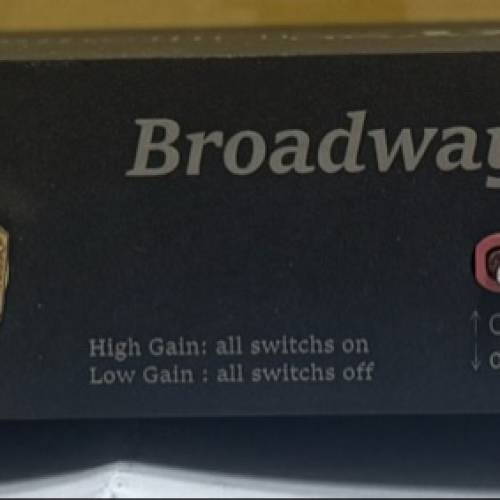 Broadway
High Gain: all switchs on
Low Gain : all switchs off